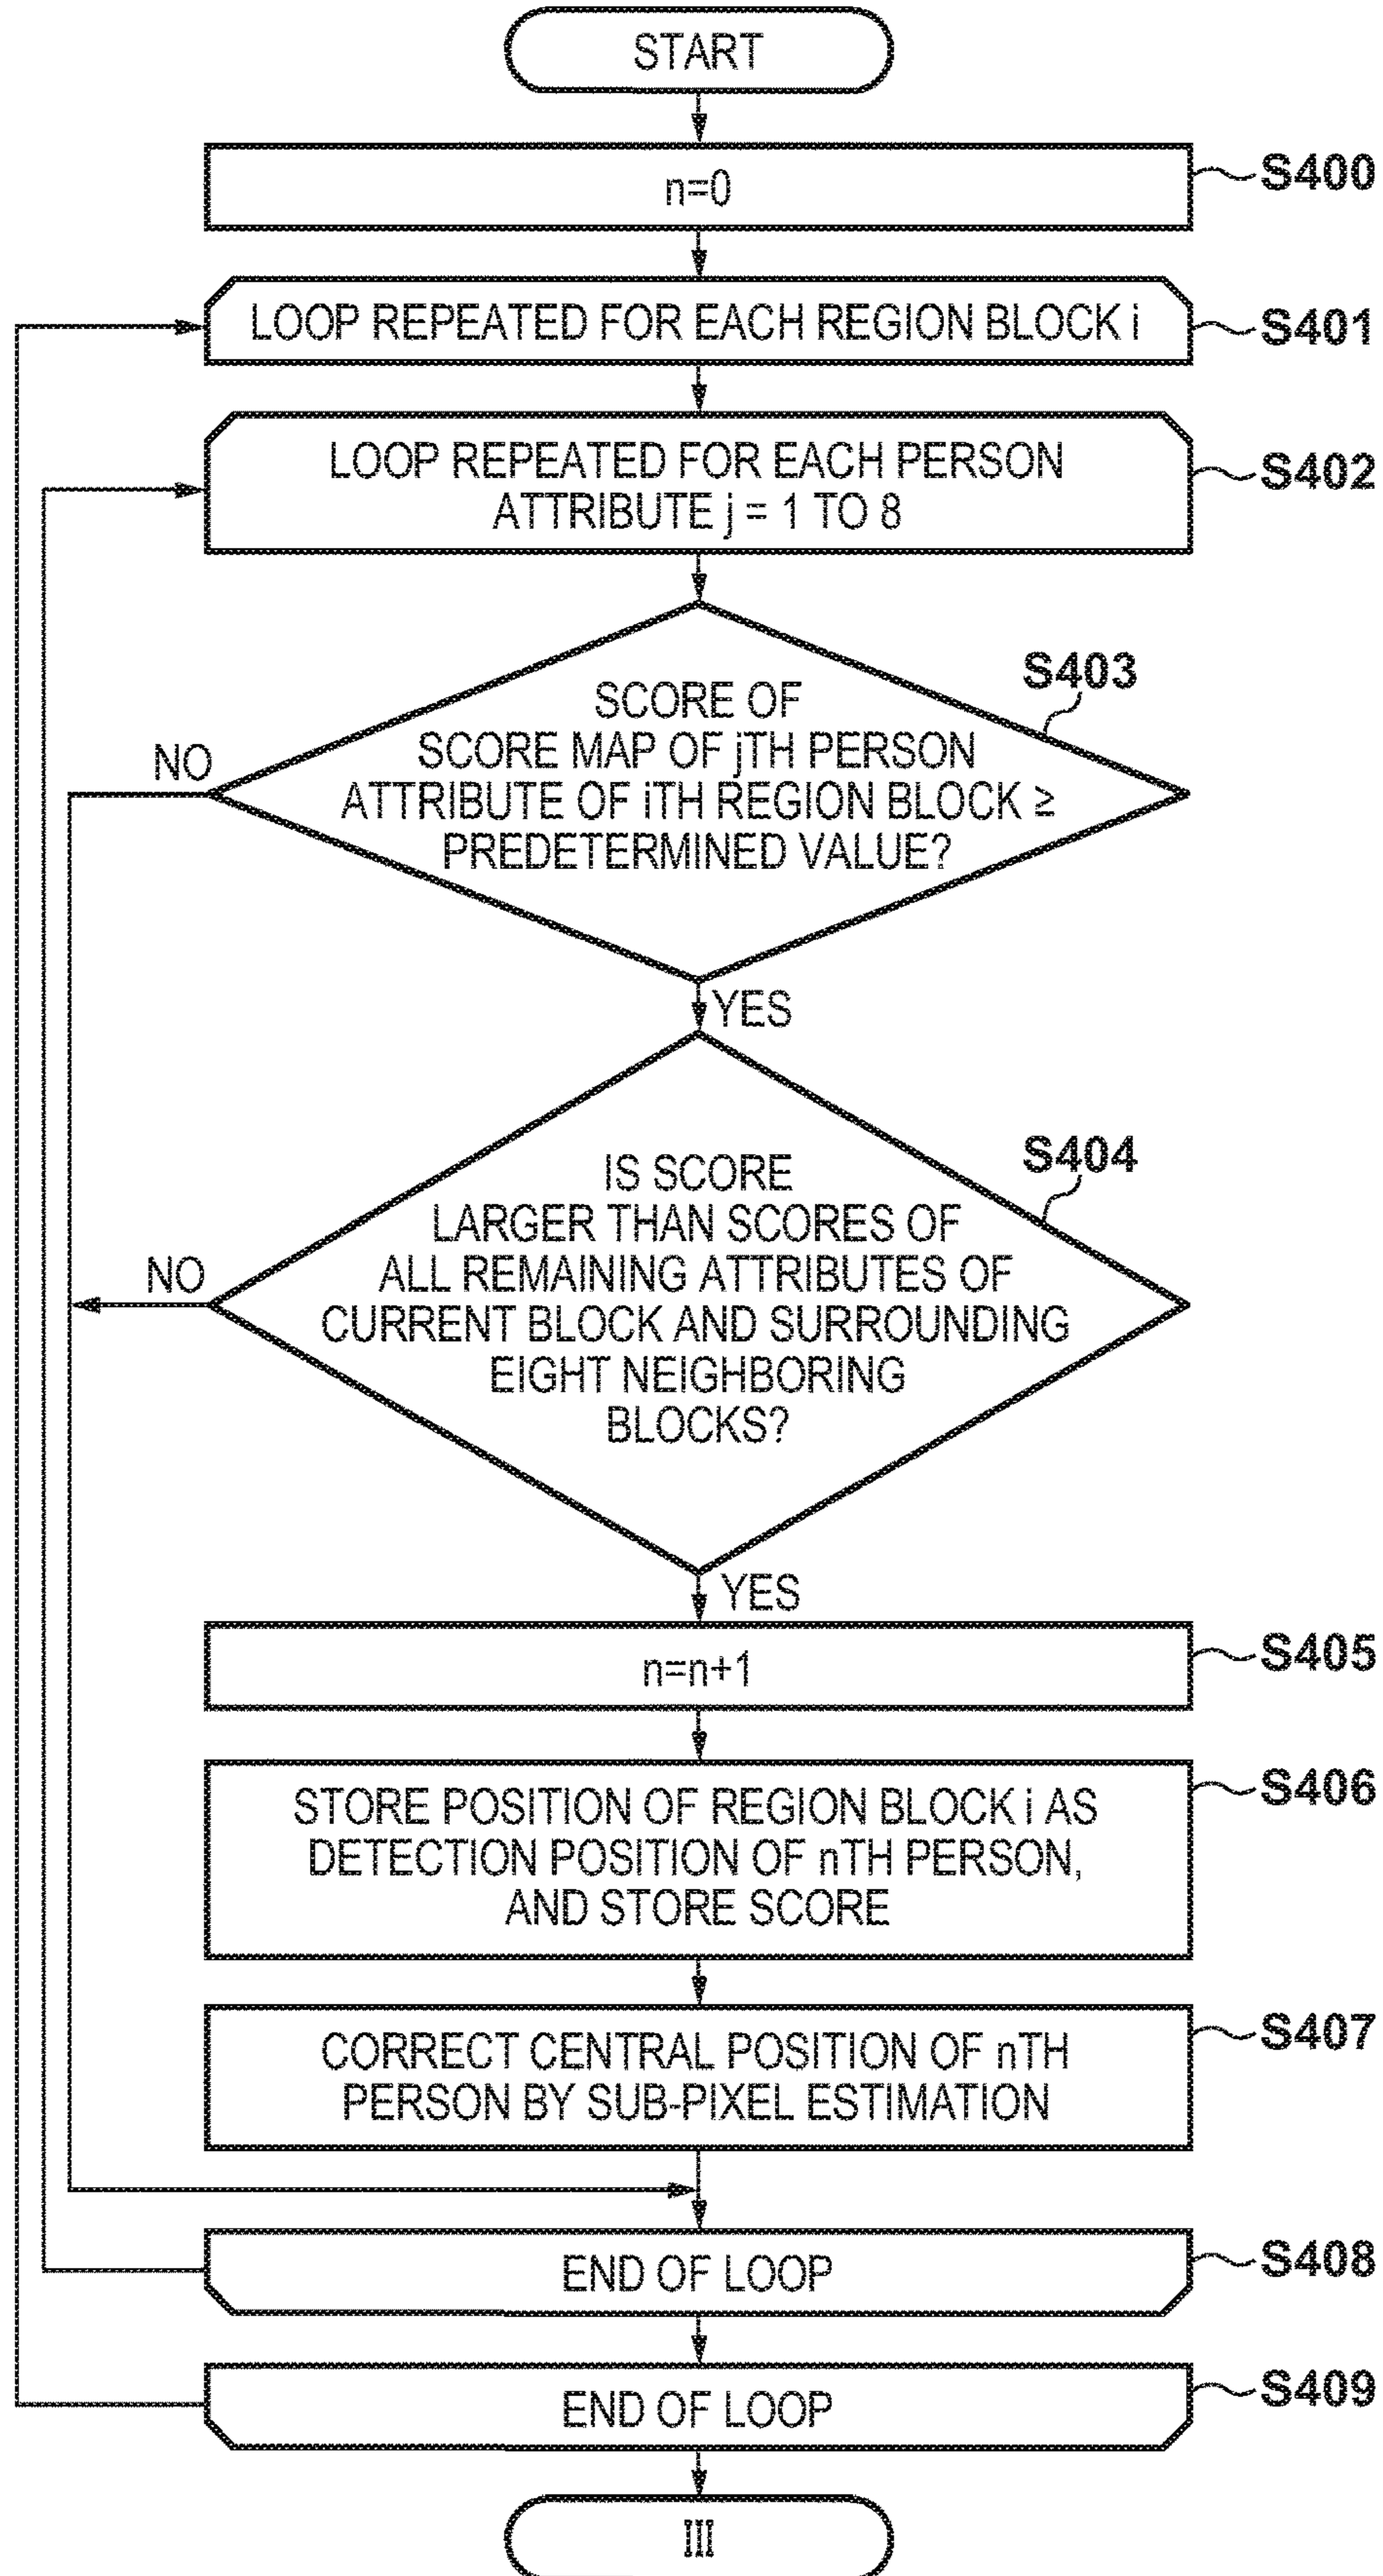 START
n=0
S400
LOOP REPEATED FOR EACH REGION BLOCK i
S401
LOOP REPEATED FOR EACH PERSON
ATTRIBUTE j = 1 TO 8
S402
S403
SCORE OF
SCORE MAP OF jTH PERSON
ATTRIBUTE OF iTH REGION BLOCK ≥
PREDETERMINED VALUE?
NO
YES
S404
IS SCORE
LARGER THAN SCORES OF
ALL REMAINING ATTRIBUTES OF
CURRENT BLOCK AND SURROUNDING
EIGHT NEIGHBORING
BLOCKS?
NO
YES
n=n+1
S405
STORE POSITION OF REGION BLOCK i AS
DETECTION POSITION OF nTH PERSON,
AND STORE SCORE
S406
CORRECT CENTRAL POSITION OF nTH
PERSON BY SUB-PIXEL ESTIMATION
S407
END OF LOOP
S408
END OF LOOP
S409
III